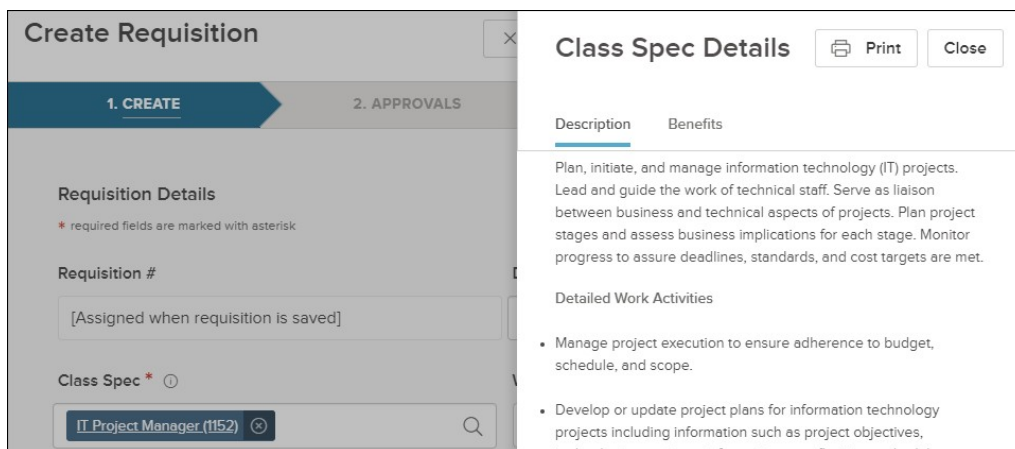 Create Requisition
1. CREATE
2. APPROVALS
Requisition Details
* required fields are marked with asterisk
Requisition #
[Assigned when requisition is saved]
Class Spec *
IT Project Manager (1152)
Class Spec Details
Print
Close
Description
Benefits
Plan, initiate, and manage information technology (IT) projects.
Lead and guide the work of technical staff. Serve as liaison
between business and technical aspects of projects. Plan project
stages and assess business implications for each stage. Monitor
progress to assure deadlines, standards, and cost targets are met.
Detailed Work Activities
• Manage project execution to ensure adherence to budget,
schedule, and scope.
• Develop or update project plans for information technology
projects including information such as project objectives,